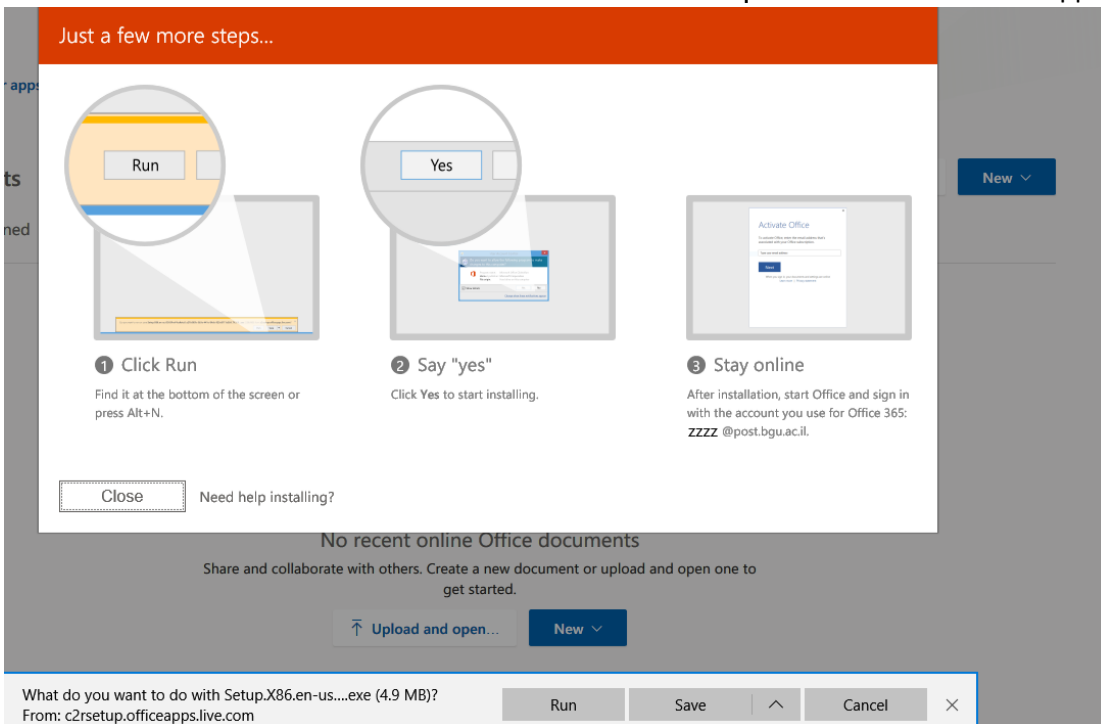 Just a few more steps...
r apps
Run
Yes
ts
New
ned
Activate Office
Next
1 Click Run
2 Say "yes"
3 Stay online
Find it at the bottom of the screen or
press Alt+N.
Click Yes to start installing.
After installation, start Office and sign in
with the account you use for Office 365:
zzzz @post.bgu.ac.il.
Close
Need help installing?
No recent online Office documents
Share and collaborate with others. Create a new document or upload and open one to
get started.
Upload and open...
New
What do you want to do with Setup.X86.en-us....exe (4.9 MB)?
From: c2rsetup.officeapps.live.com
Run
Save
Cancel